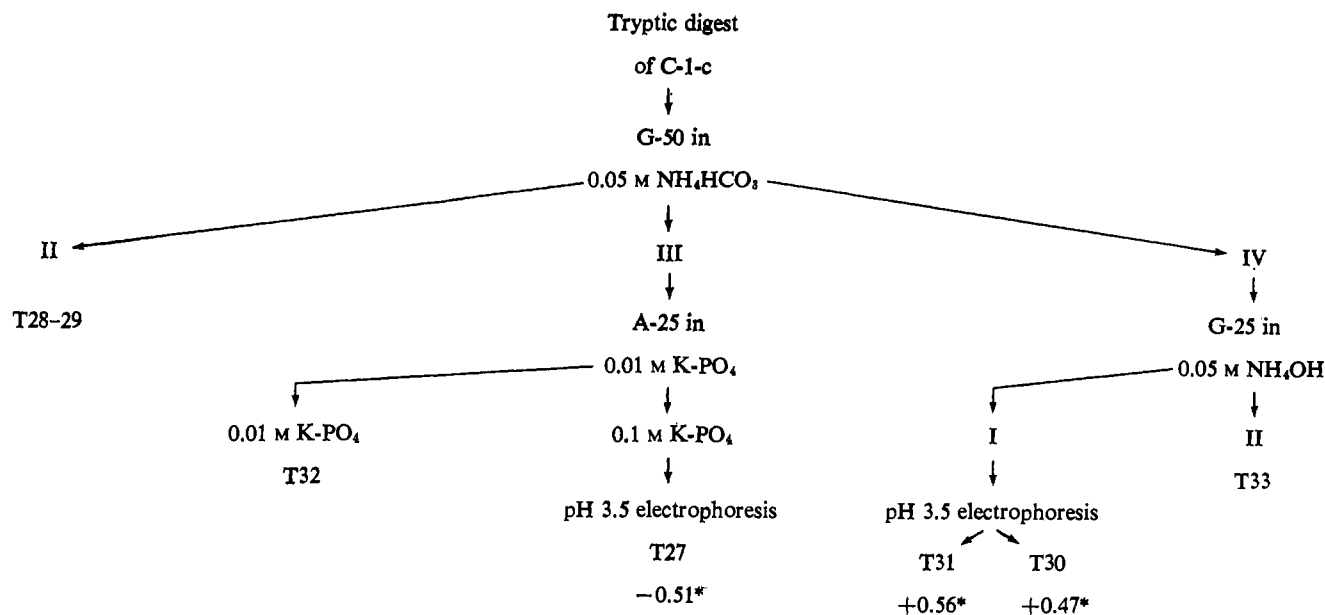 Tryptic digest
of C-1-c
G-50 in
0.05 M NH₄HCO₃
II
III
IV
T28–29
A-25 in
G-25 in
0.01 M K-PO₄
0.05 M NH₄OH
0.01 M K-PO₄
0.1 M K-PO₄
I
II
T32
T33
pH 3.5 electrophoresis
pH 3.5 electrophoresis
T27
T31
T30
−0.51*
+0.56*
+0.47*